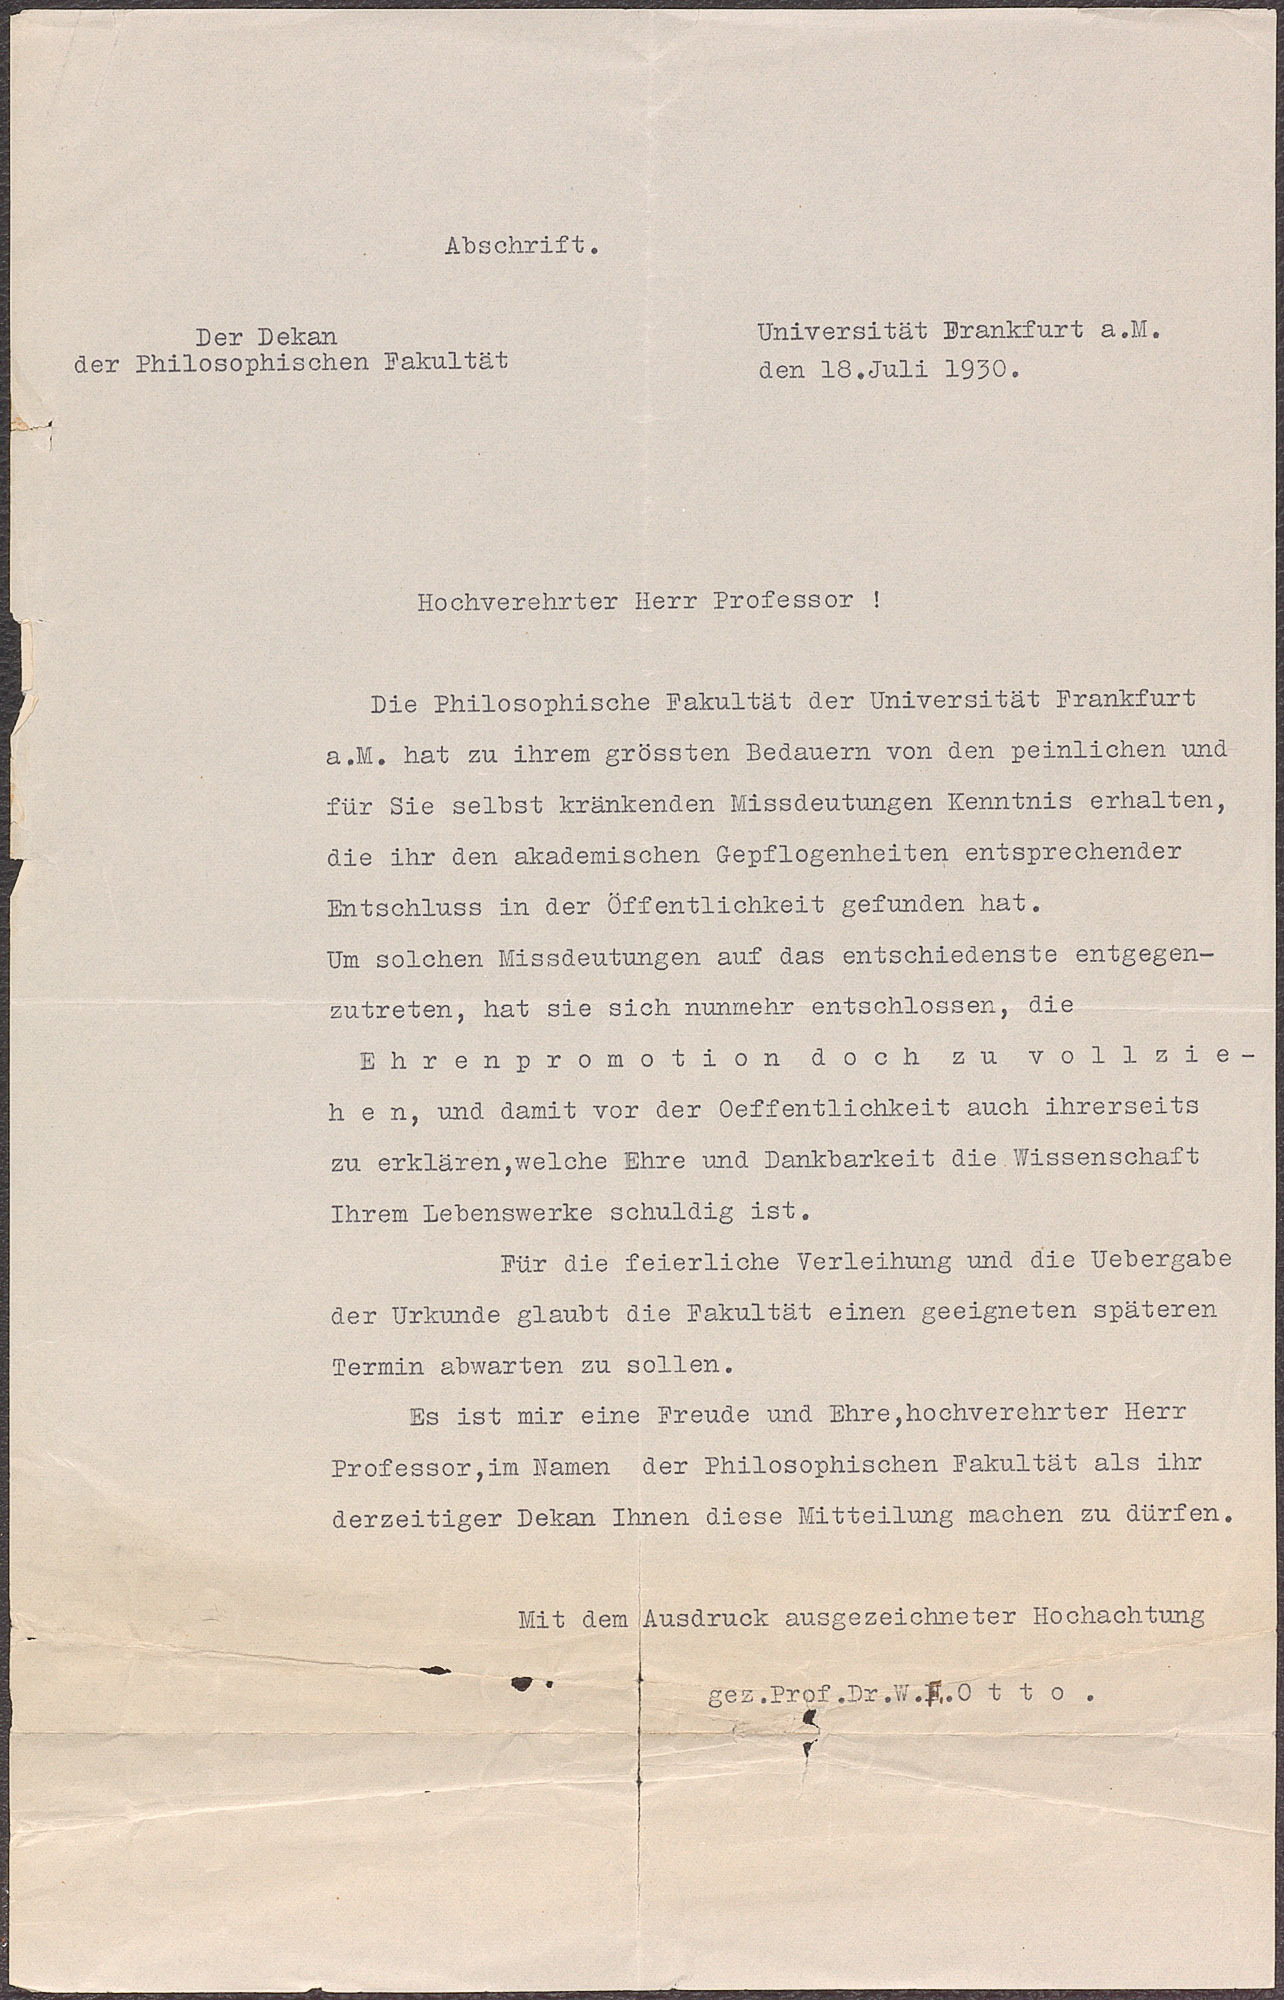 Abschrift.
Der Dekan
der Philosophischen Fakultät
Universität Frankfurt a.M.
den 18.Juli 1930.
Hochverehrter Herr Professor !
Die Philosophische Fakultät der Universität Frankfurt
a.M. hat zu ihrem grössten Bedauern von den peinlichen und
für Sie selbst kränkenden Missdeutungen Kenntnis erhalten,
die ihr den akademischen Gepflogenheiten entsprechender
Entschluss in der Öffentlichkeit gefunden hat.
Um solchen Missdeutungen auf das entschiedenste entgegen-
zutreten, hat sie sich nunmehr entschlossen, die
E h r e n p r o m o t i o n d o c h z u v o l l z i e -
h e n, und damit vor der Oeffentlichkeit auch ihrerseits
zu erklären,welche Ehre und Dankbarkeit die Wissenschaft
Ihrem Lebenswerke schuldig ist.
Für die feierliche Verleihung und die Uebergabe
der Urkunde glaubt die Fakultät einen geeigneten späteren
Termin abwarten zu sollen.
Es ist mir eine Freude und Ehre,hochverehrter Herr
Professor,im Namen der Philosophischen Fakultät als ihr
derzeitiger Dekan Ihnen diese Mitteilung machen zu dürfen.
Mit dem Ausdruck ausgezeichneter Hochachtung
gez.Prof.Dr.W.F.O t t o .